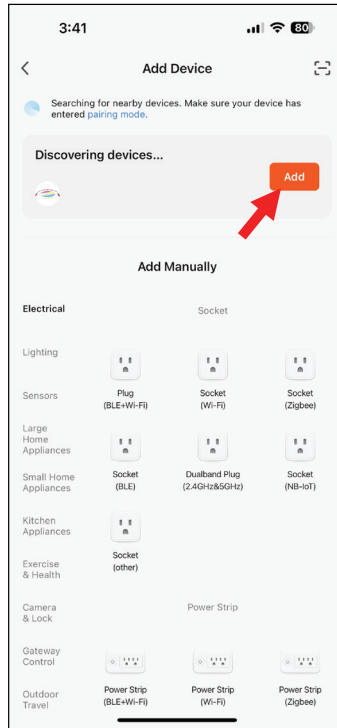 3:41
80
Add Device
Searching for nearby devices. Make sure your device has
entered pairing mode.
Discovering devices...
Add
Add Manually
Electrical
Socket
Lighting
Sensors
Large
Home
Appliances
Small Home
Appliances
Kitchen
Appliances
Exercise
& Health
Camera
& Lock
Gateway
Control
Outdoor
Travel
Plug
(BLE+Wi-Fi)
Socket
(Wi-Fi)
Socket
(Zigbee)
Socket
(BLE)
Dualband Plug
(2.4GHz&5GHz)
Socket
(NB-IoT)
Socket
(other)
Power Strip
Power Strip
(BLE+Wi-Fi)
Power Strip
(Wi-Fi)
Power Strip
(Zigbee)